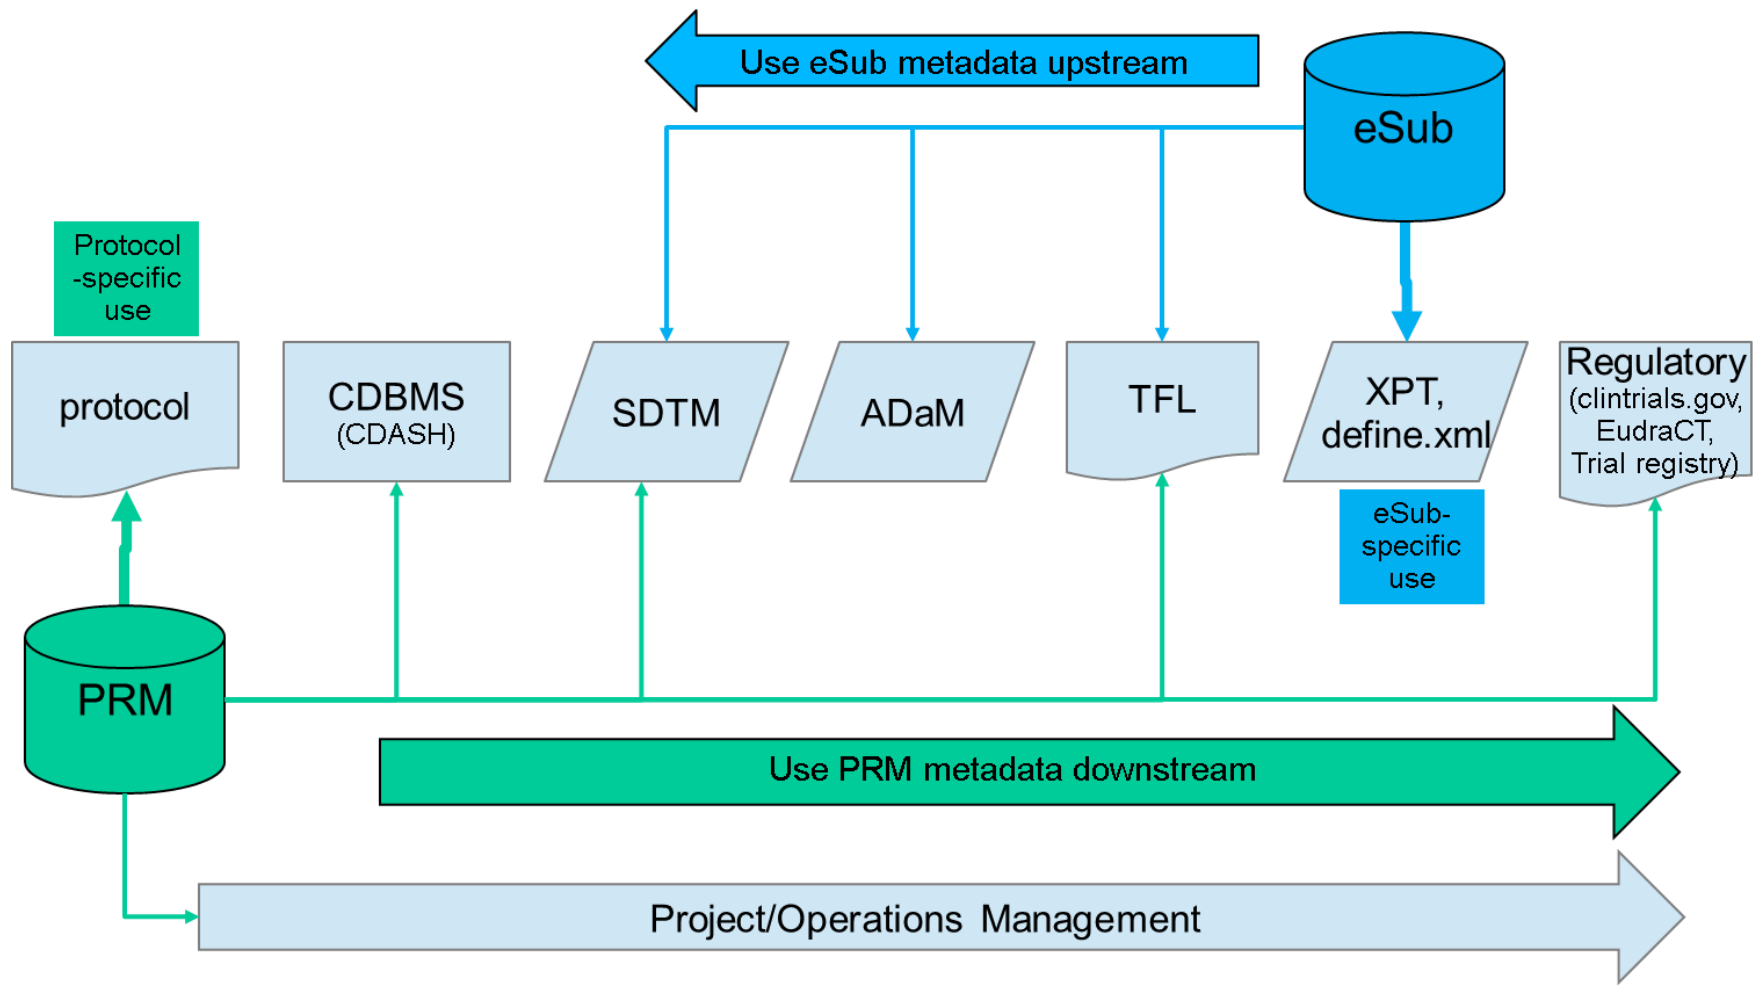 Use eSub metadata upstream
eSub
Protocol
-specific
use
protocol
CDBMS
(CDASH)
SDTM
ADaM
TFL
XPT,
define.xml
Regulatory
(clintrials.gov,
EudraCT,
Trial registry)
eSub-
specific
use
PRM
Use PRM metadata downstream
Project/Operations Management